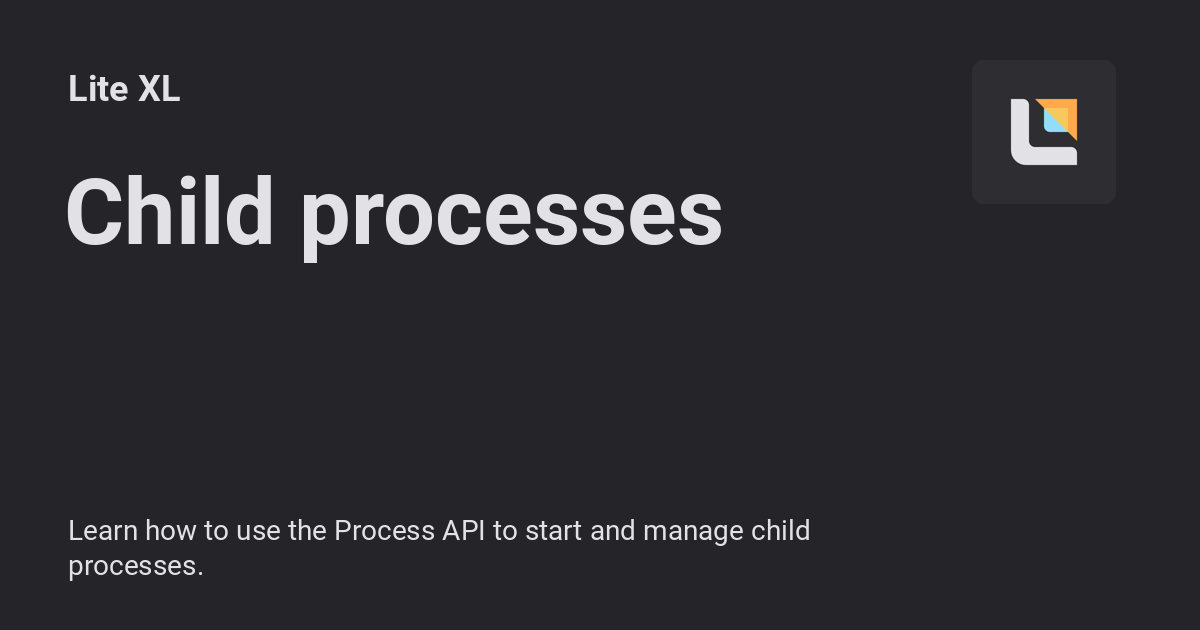 Lite XL
Child processes
Learn how to use the Process API to start and manage child
processes.